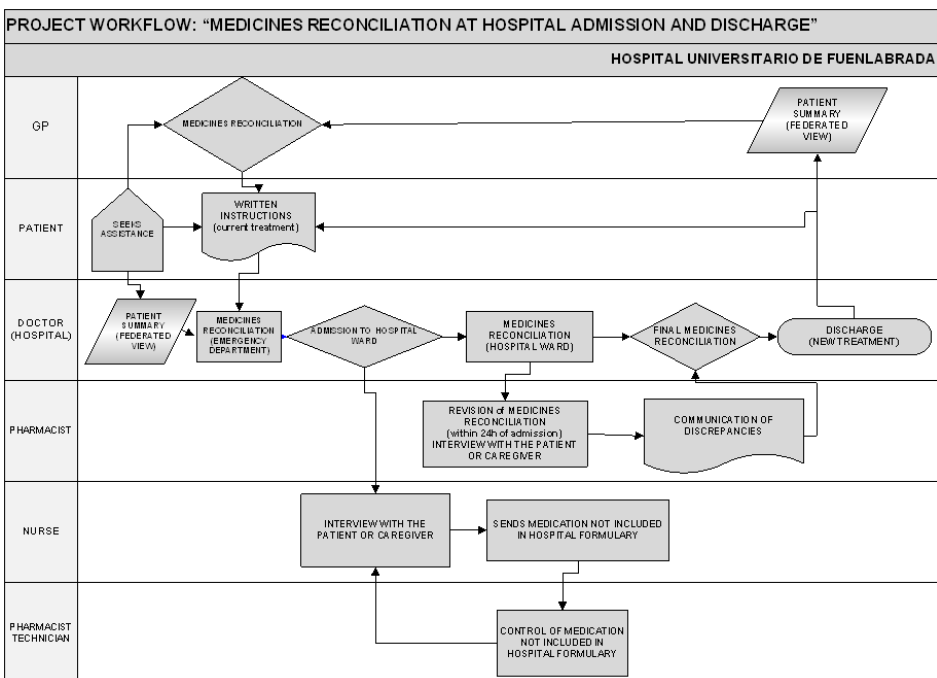 PROJECT WORKFLOW: “MEDICINES RECONCILIATION AT HOSPITAL ADMISSION AND DISCHARGE”
HOSPITAL UNIVERSITARIO DE FUENLABRADA
GP
MEDICINES RECONCILIATION
PATIENT
SUMMARY
(FEDERATED
VIEW)
PATIENT
SEEKS
ASSISTANCE
WRITTEN
INSTRUCTIONS
(current treatment)
DOCTOR
(HOSPITAL)
PATIENT
SUMMARY
(FEDERATED
VIEW)
MEDICINES
RECONCILIATION
(EMERGENCY
DEPARTMENT)
ADMISSION TO HOSPITAL
WARD
MEDICINES
RECONCILIATION
(HOSPITAL WARD)
FINAL MEDICINES
RECONCILIATION
DISCHARGE
(NEW TREATMENT)
PHARMACIST
REVISION of MEDICINES
RECONCILIATION
(within 24h of admission)
INTERVIEW WITH THE PATIENT
OR CAREGIVER
COMMUNICATION OF
DISCREPANCIES
NURSE
INTERVIEW WITH THE
PATIENT OR CAREGIVER
SENDS MEDICATION NOT INCLUDED
IN HOSPITAL FORMULARY
PHARMACIST
TECHNICIAN
CONTROL OF MEDICATION
NOT INCLUDED IN
HOSPITAL FORMULARY